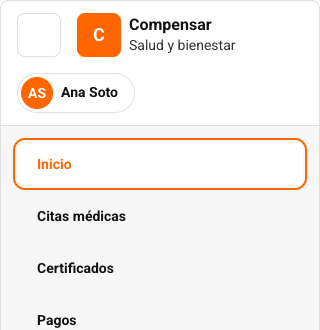 C
Compensar
Salud y bienestar
AS
Ana Soto
Inicio
Citas médicas
Certificados
Pagos